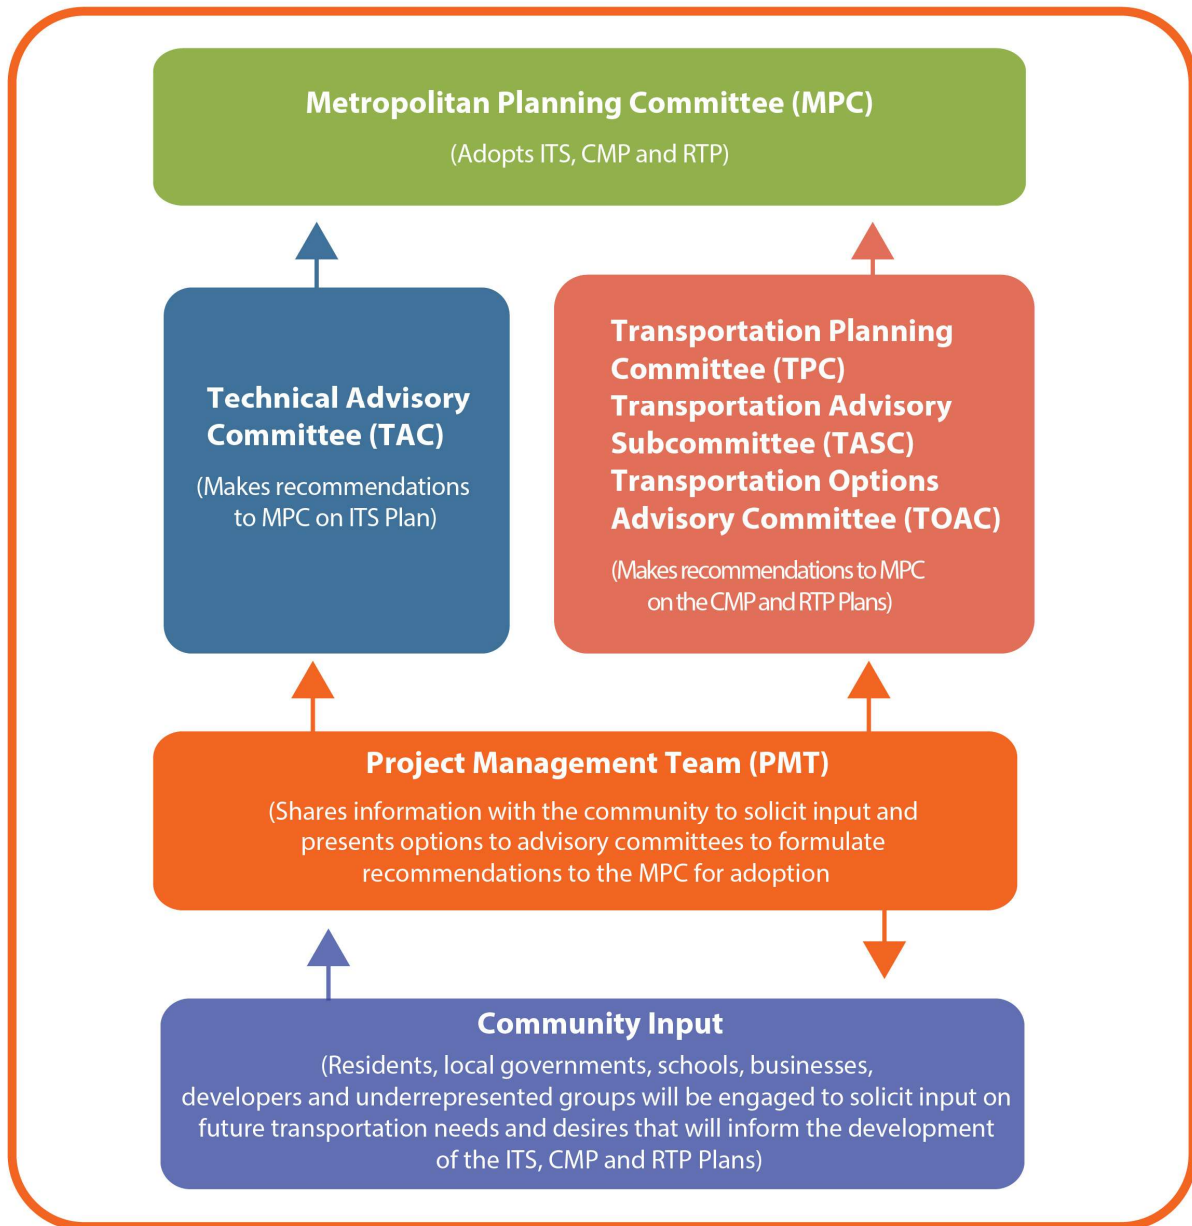 Metropolitan Planning Committee (MPC)
(Adopts ITS, CMP and RTP)
Technical Advisory
Committee (TAC)
(Makes recommendations
to MPC on ITS Plan)
Transportation Planning
Committee (TPC)
Transportation Advisory
Subcommittee (TASC)
Transportation Options
Advisory Committee (TOAC)
(Makes recommendations to MPC
on the CMP and RTP Plans)
Project Management Team (PMT)
(Shares information with the community to solicit input and
presents options to advisory committees to formulate
recommendations to the MPC for adoption
Community Input
(Residents, local governments, schools, businesses,
developers and underrepresented groups will be engaged to solicit input on
future transportation needs and desires that will inform the development
of the ITS, CMP and RTP Plans)